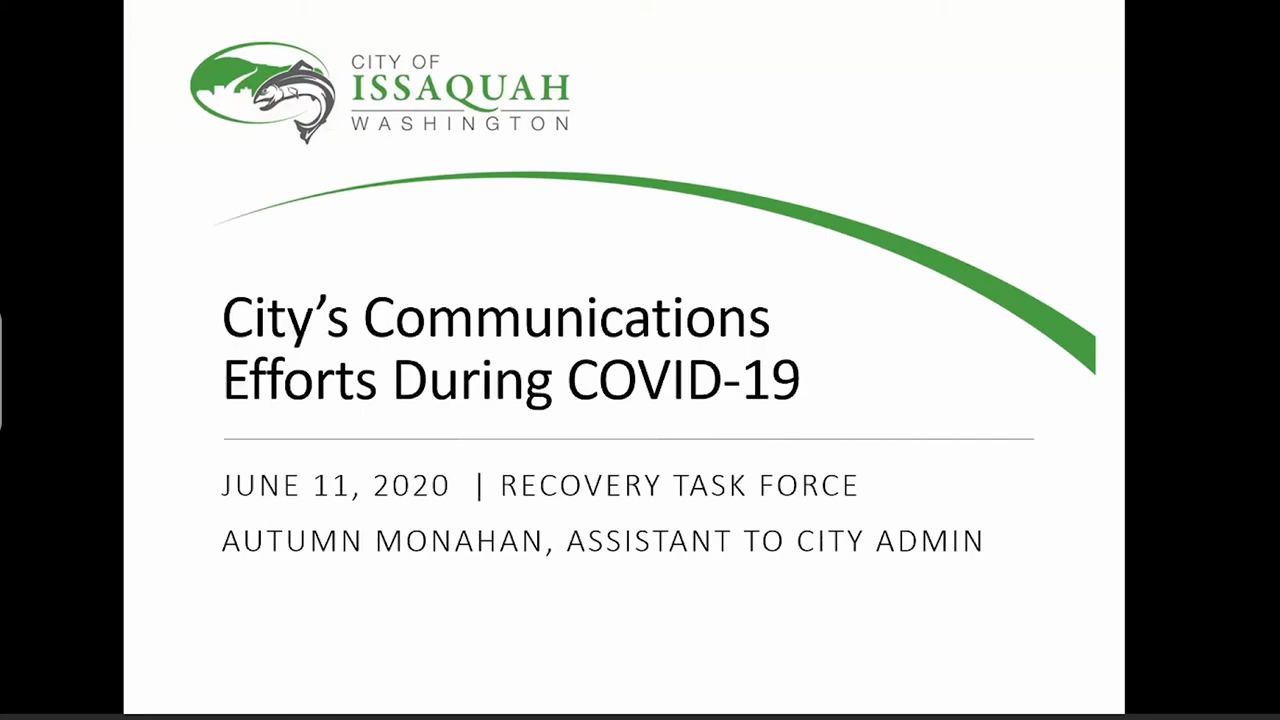 CITY OF
ISSAQUAH
WASHINGTON
City’s Communications
Efforts During COVID-19
JUNE 11, 2020 | RECOVERY TASK FORCE
AUTUMN MONAHAN, ASSISTANT TO CITY ADMIN